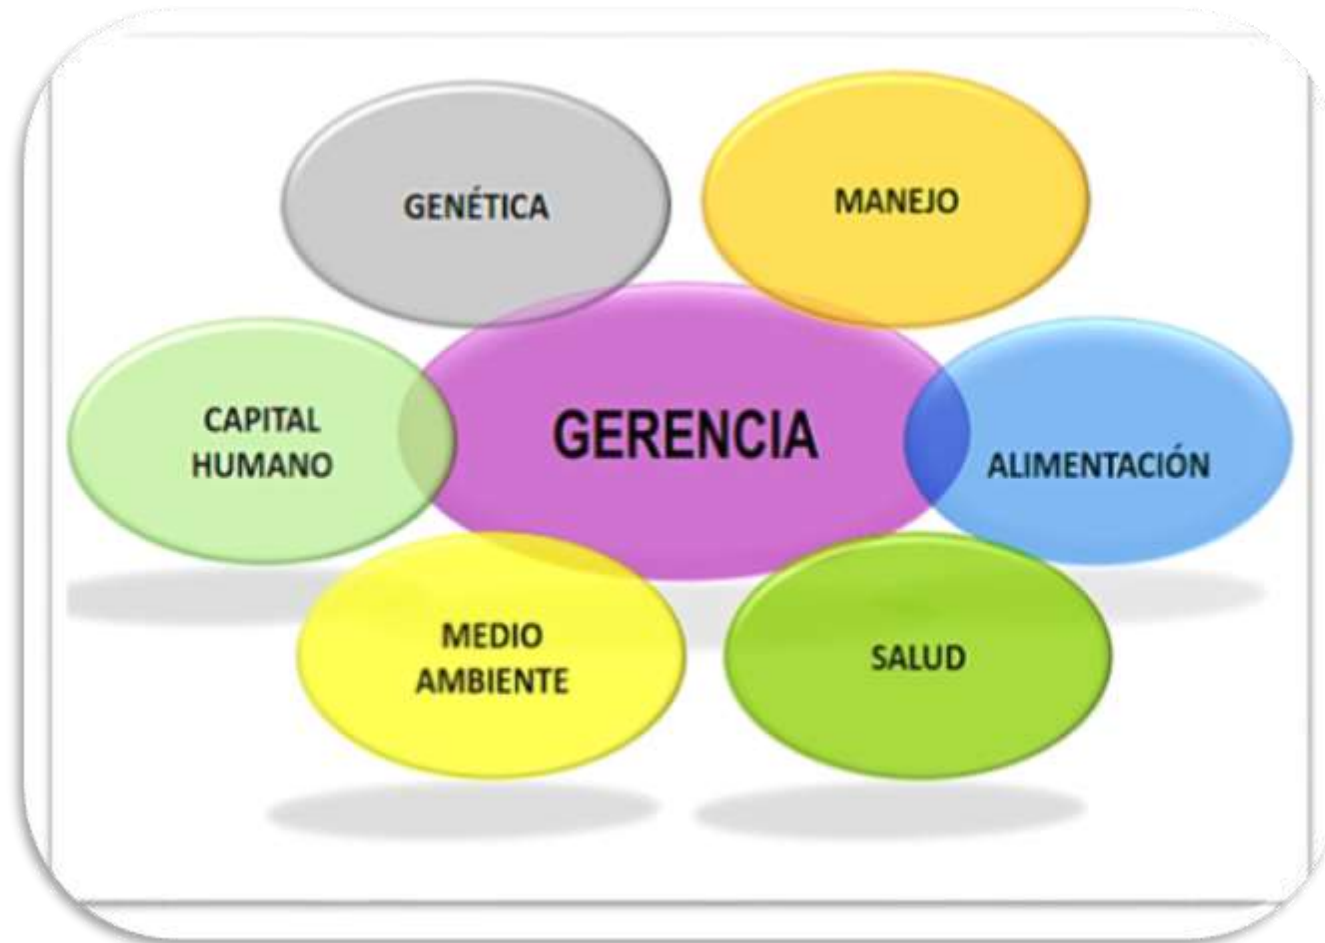 GENÉTICA
MANEJO
CAPITAL
HUMANO
GERENCIA
ALIMENTACIÓN
MEDIO
AMBIENTE
SALUD